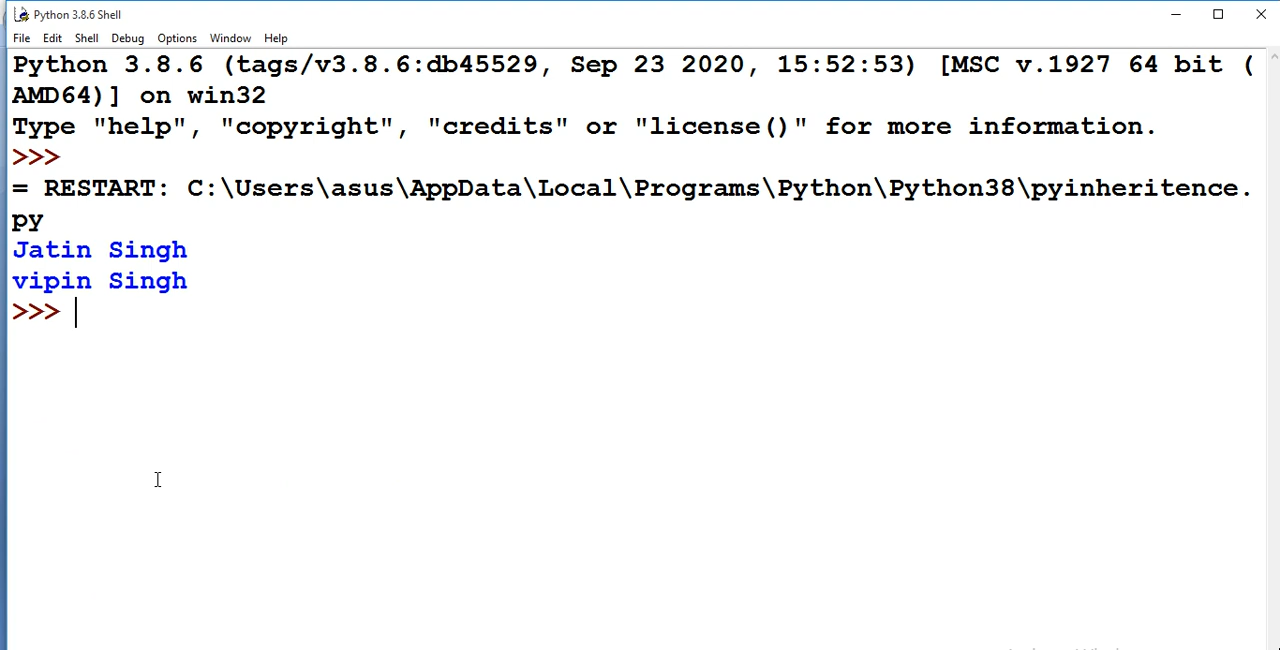 Python 3.8.6 Shell
File Edit Shell Debug Options Window Help
Python 3.8.6 (tags/v3.8.6:db45529, Sep 23 2020, 15:52:53) [MSC v.1927 64 bit (
AMD64)] on win32
Type "help", "copyright", "credits" or "license()" for more information.
>>>
= RESTART: C:\Users\asus\AppData\Local\Programs\Python\Python38\pyinheritence.
py
Jatin Singh
vipin Singh
>>>